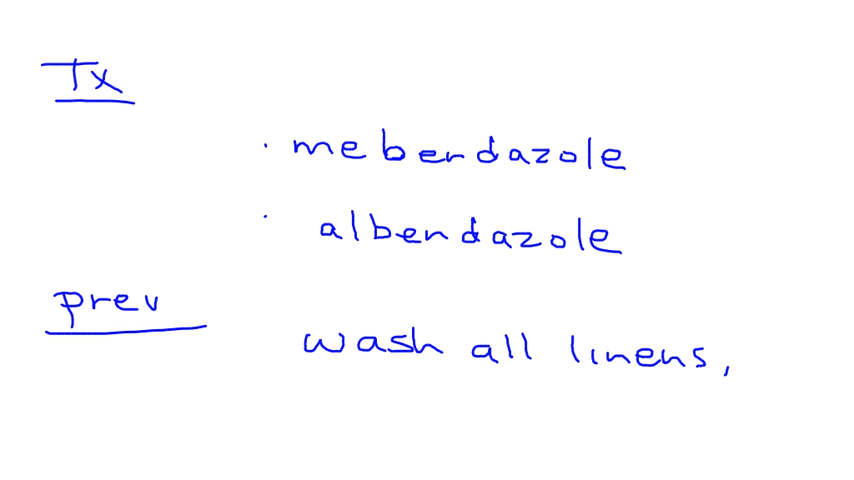 Tx
· mebendazole
· albendazole
prev
wash all linens,